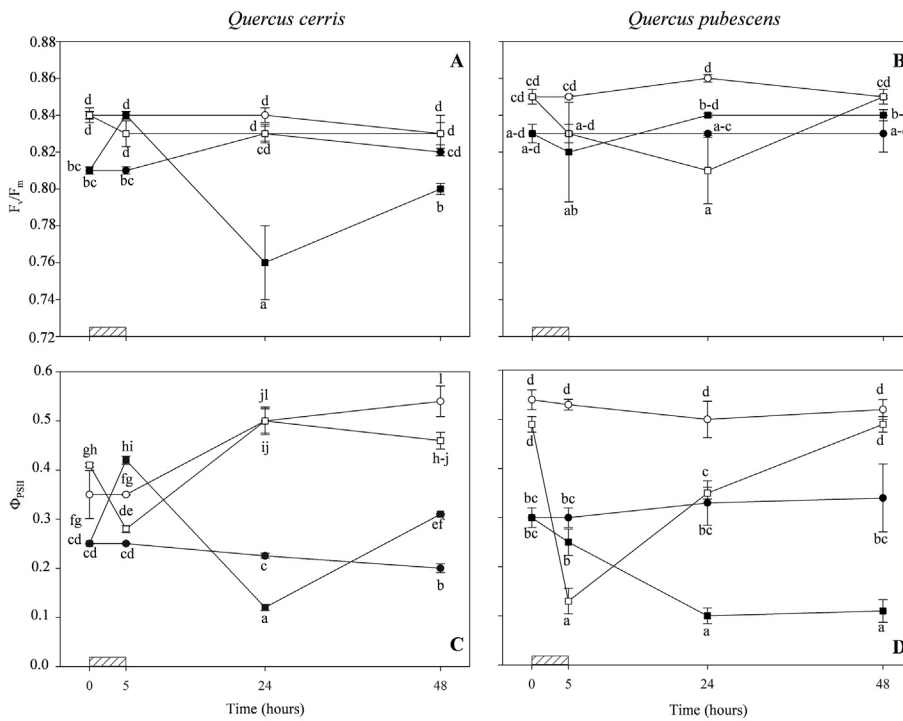 Quercus cerris
Quercus pubescens
0.88
0.86
0.84
0.82
0.80
0.78
0.76
0.74
0.72
Fv/Fm
A
d
d
d
d
d
d
d
d
cd
cd
bc
bc
bc
b
a
B
cd
cd
d
cd
a-d
a-d
a-d
b-d
a-c
ab
a
0.6
0.5
0.4
0.3
0.2
0.1
0.0
ΦPSII
C
gh
hi
fg
fg
de
cd
cd
cd
jl
ij
l
h-j
ef
c
b
a
D
d
d
d
d
d
d
bc
bc
bc
b
c
bc
bc
a
a
a
0
5
24
48
0
5
24
48
Time (hours)
Time (hours)